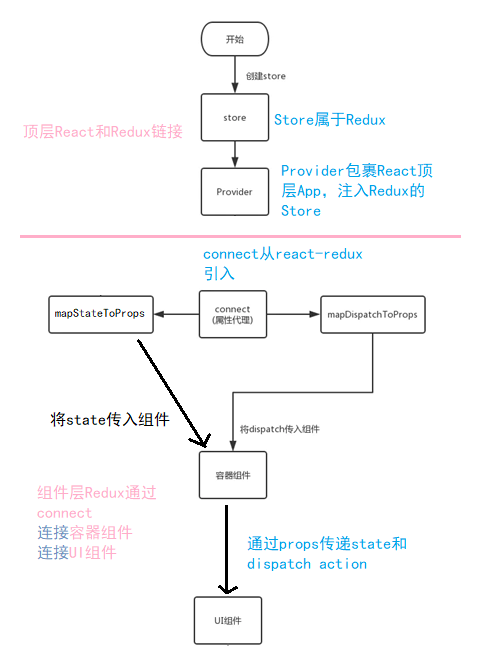 开始
创建store
store
Store属于Redux
顶层React和Redux链接
Provider
Provider包裹React顶
层App，注入Redux的
Store
connect从react-redux
引入
mapStateToProps
connect
(属性代理)
mapDispatchToProps
将state传入组件
将dispatch传入组件
容器组件
组件层Redux通过
connect
连接容器组件
连接UI组件
通过props传递state和
dispatch action
UI组件